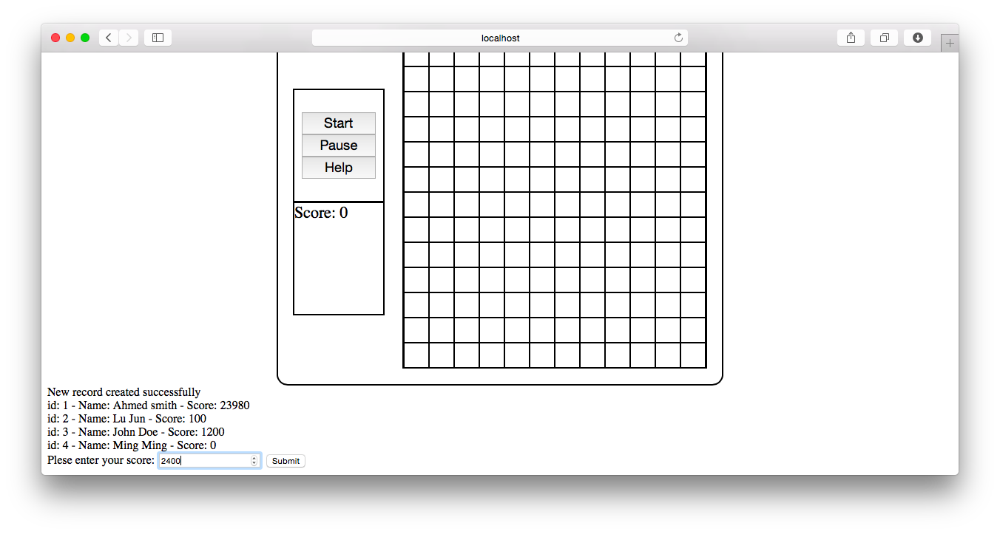 localhost
Start
Pause
Help
Score: 0
New record created successfully
id: 1 - Name: Ahmed smith - Score: 23980
id: 2 - Name: Lu Jun - Score: 100
id: 3 - Name: John Doe - Score: 1200
id: 4 - Name: Ming Ming - Score: 0
Plese enter your score: 2400 Submit